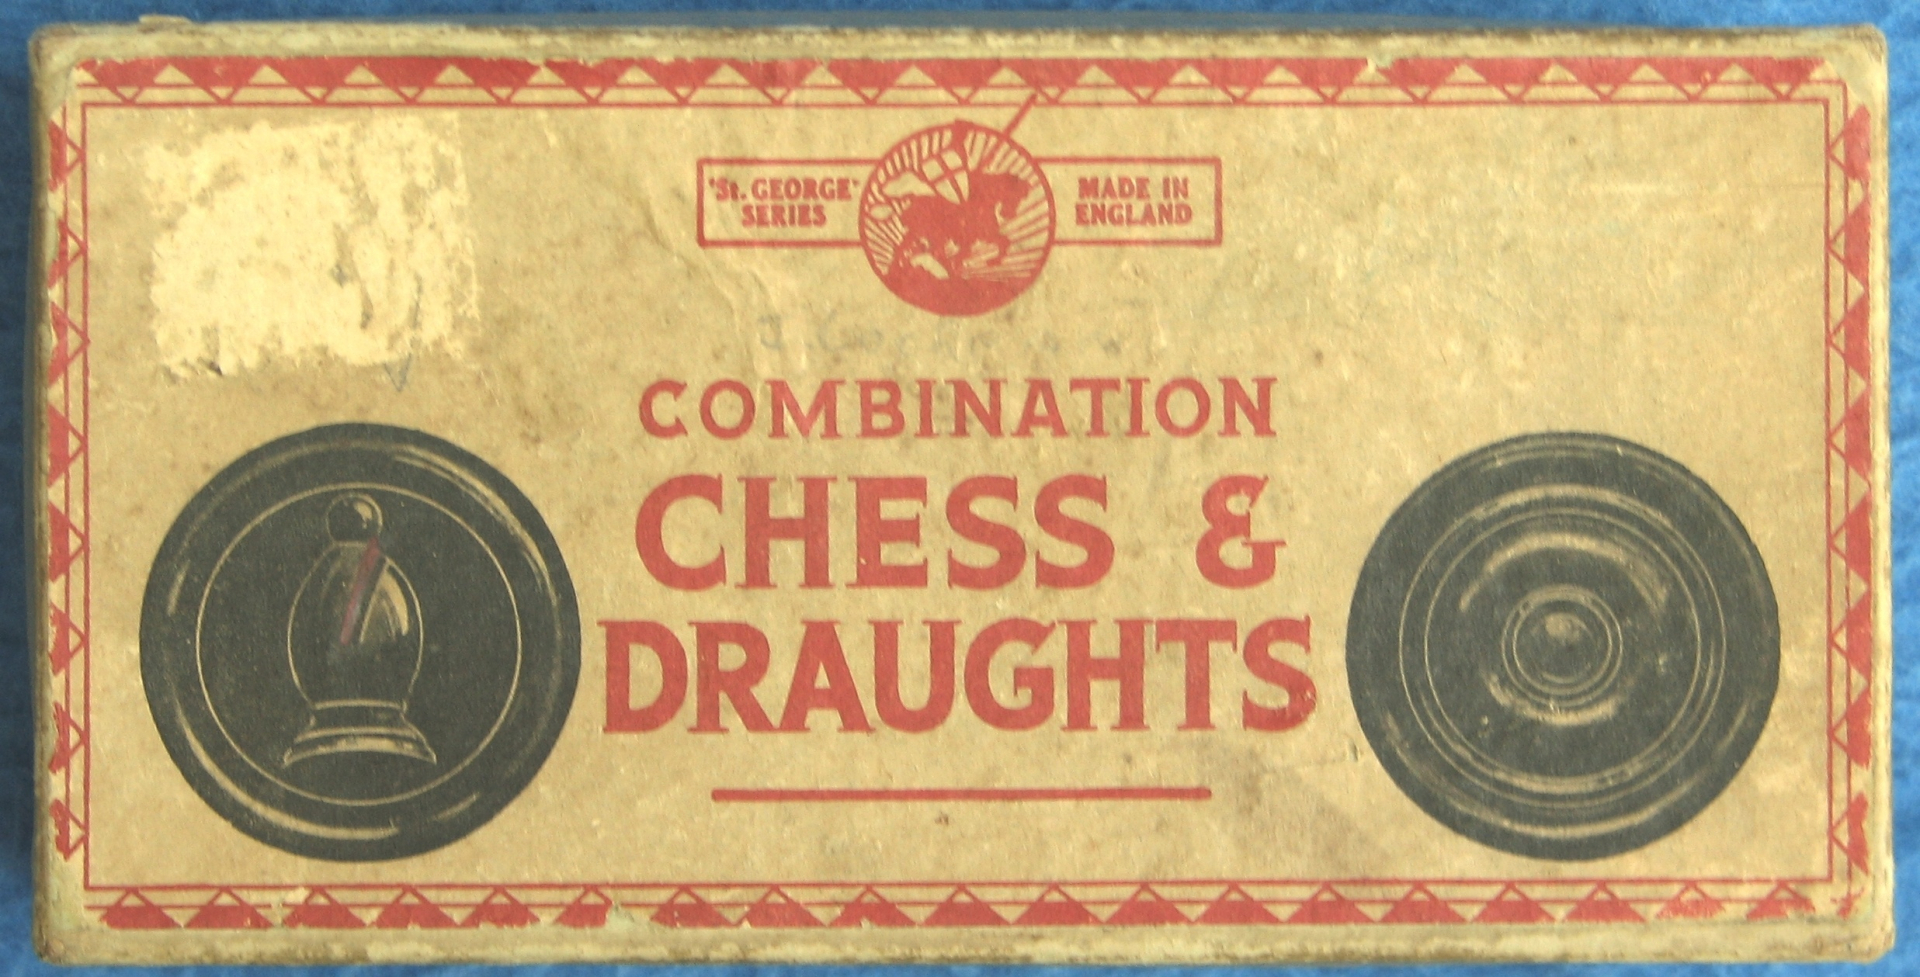 'St. GEORGE'
SERIES
MADE IN
ENGLAND
COMBINATION
CHESS &
DRAUGHTS